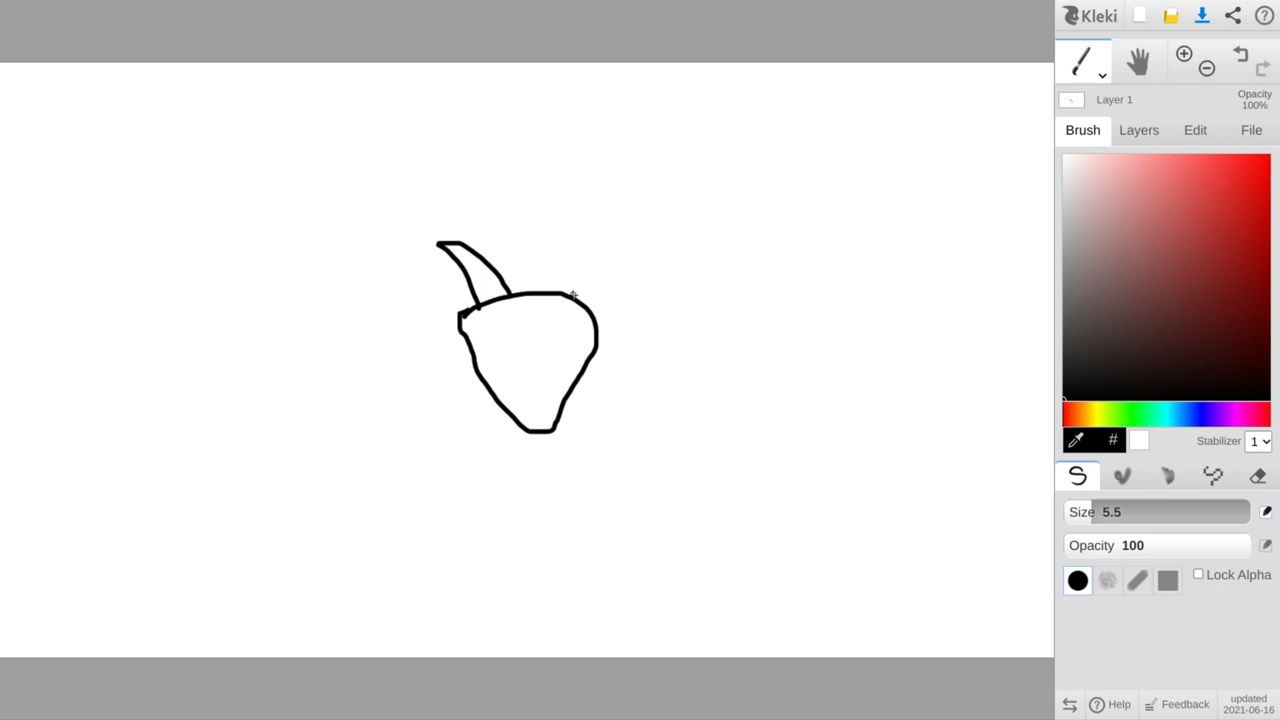 Kleki
Layer 1
Opacity
100%
Brush Layers Edit File
#
Stabilizer 1
Size 5.5
Opacity 100
Lock Alpha
Help Feedback updated
2021-06-16